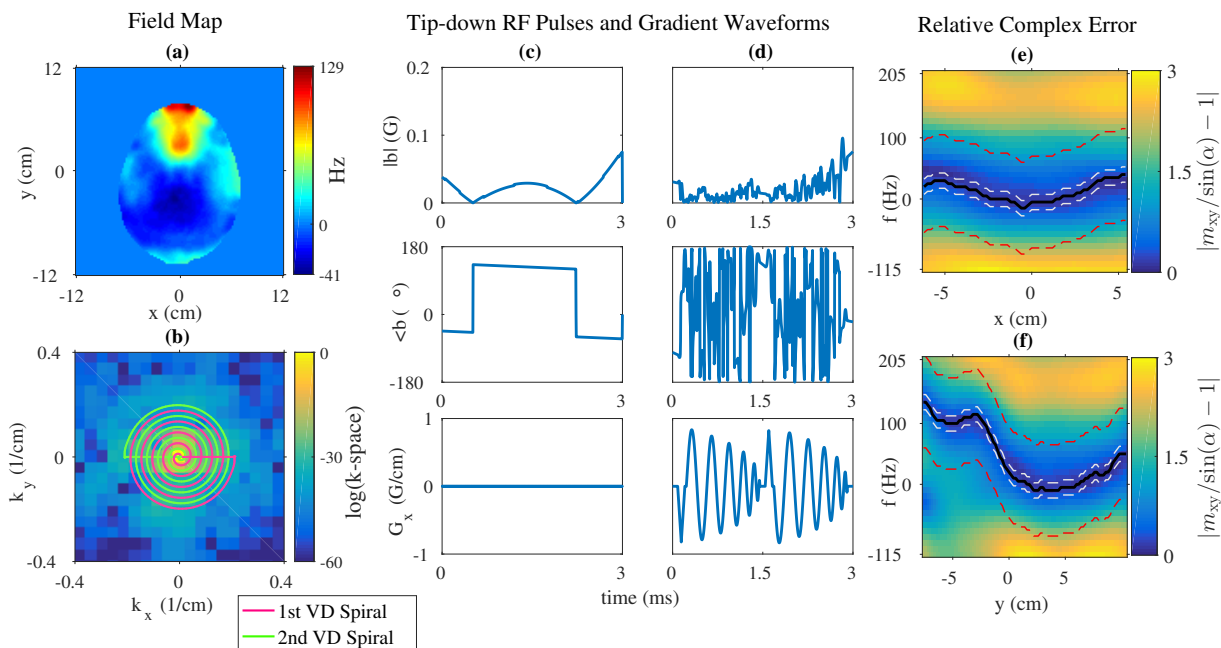 Field Map
Tip-down RF Pulses and Gradient Waveforms
Relative Complex Error
(a)
12
0
-12
y (cm)
-12
0
12
x (cm)
129
0
-41
Hz
(b)
0.4
0
-0.4
k_y (1/cm)
-0.4
0
0.4
k_x (1/cm)
0
-30
-60
log(k-space)
1st VD Spiral
2nd VD Spiral
(c)
0.2
0.1
0
|b| (G)
0
3
180
0
-180
<b ( °)
1
0
-1
G_x (G/cm)
0
3
(d)
0
1.5
3
0
1.5
3
time (ms)
(e)
205
100
0
-115
f (Hz)
-5
0
5
x (cm)
3
1.5
0
|m_xy/sin(α) − 1|
(f)
205
100
0
-115
f (Hz)
-5
0
5
y (cm)
3
1.5
0
|m_xy/sin(α) − 1|